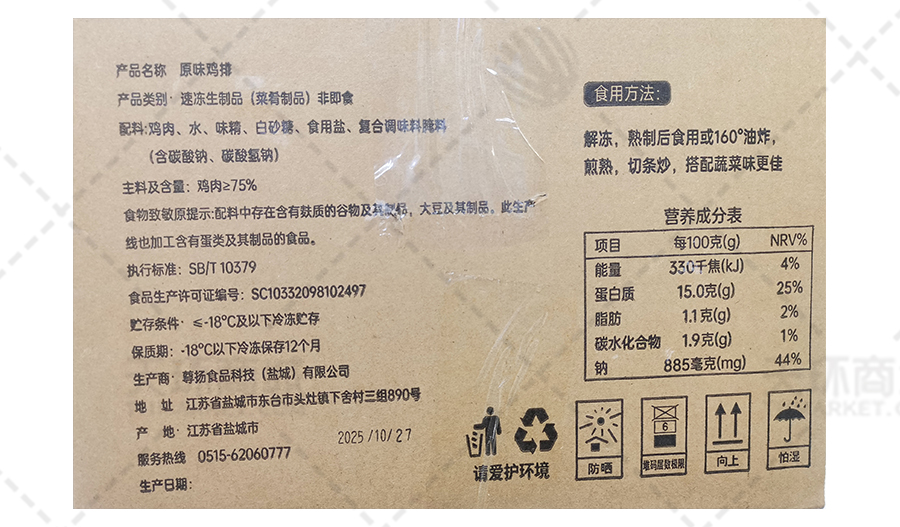 产品名称 原味鸡排
产品类别: 速冻生制品(菜肴制品)非即食
配料:鸡肉、水、味精、白砂糖、食用盐、复合调味料腌料
(含碳酸钠、碳酸氢钠)
主料及含量: 鸡肉≥75%
食物致敏原提示:配料中存在含有麸质的谷物及其制品, 大豆及其制品。此生产
线也加工含有蛋类及其制品的食品。
执行标准: SB/T 10379
食品生产许可证编号: SC10332098102497
贮存条件: ≤-18°C及以下冷冻贮存
保质期: -18°C以下冷冻保存12个月
生产商: 尊扬食品科技(盐城)有限公司
地 址 江苏省盐城市东台市头灶镇下舍村三组890号
产 地: 江苏省盐城市
服务热线 0515-62060777
生产日期:
2025/10/27
食用方法:
解冻, 熟制后食用或160°油炸,
煎熟, 切条炒, 搭配蔬菜味更佳
营养成分表
项目 每100克(g) NRV%
能量 330千焦(kJ) 4%
蛋白质 15.0克(g) 25%
脂肪 1.1克(g) 2%
碳水化合物 1.9克(g) 1%
钠 885毫克(mg) 44%
请爱护环境
防晒
6
堆码层数极限
向上
怕湿
环商
MARKET.C